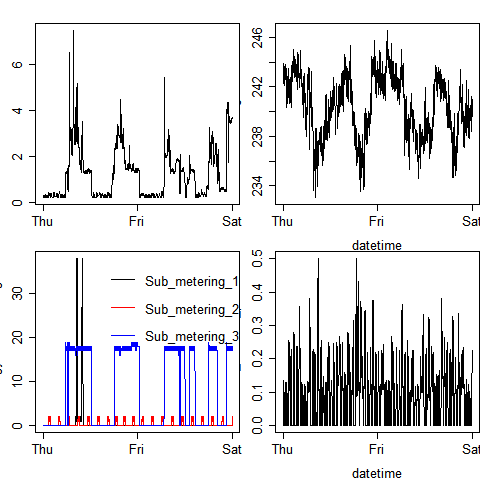 0 2 4 6
Thu Fri Sat
234 238 242 246
Thu Fri Sat
datetime
0 10 20 30
Thu Fri Sat
Sub_metering_1
Sub_metering_2
Sub_metering_3
0.0 0.1 0.2 0.3 0.4 0.5
Thu Fri Sat
datetime